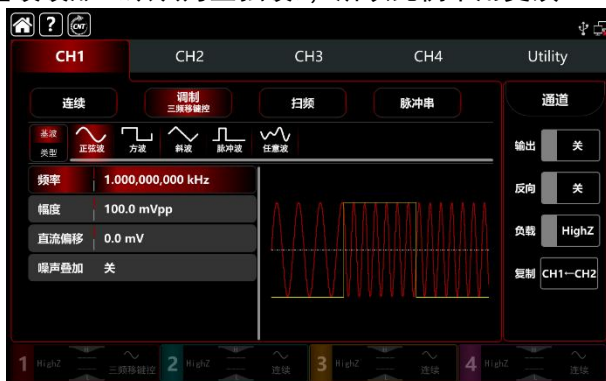 ? CNT
CH1 CH2 CH3 CH4 Utility
连续 调制 扫频 脉冲串 通道
三频移键控
基波 正弦波 方波 斜波 脉冲波 任意波
类型
输出 关
频率 1.000,000,000 kHz
反向 关
幅度 100.0 mVpp
直流偏移 0.0 mV
负载 HighZ
噪声叠加 关
复制 CH1←CH2
1 HighZ 三频移键控 2 HighZ 连续 3 HighZ 连续 4 HighZ 连续